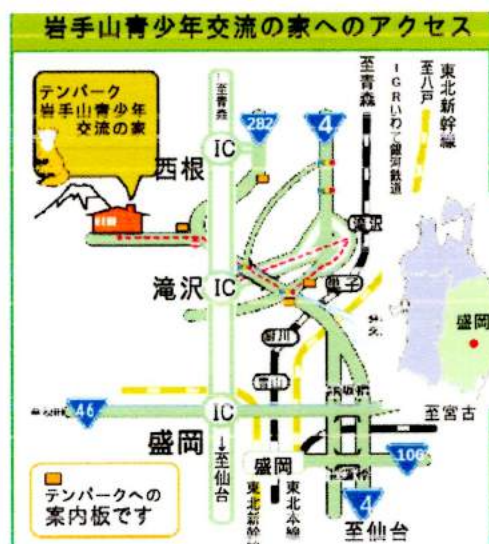 岩手山青少年交流の家へのアクセス
テンパーク
岩手山青少年
交流の家
至青森
282
4
至青森
IGRいわて銀河鉄道
至八戸
東北新幹線
西根
IC
滝沢
滝沢
IC
厨川
盛岡
青山
46
IC
盛岡
至宮古
106
至仙台
盛岡
4
至仙台
東北新幹線
東北本線
テンパークへの
案内板です